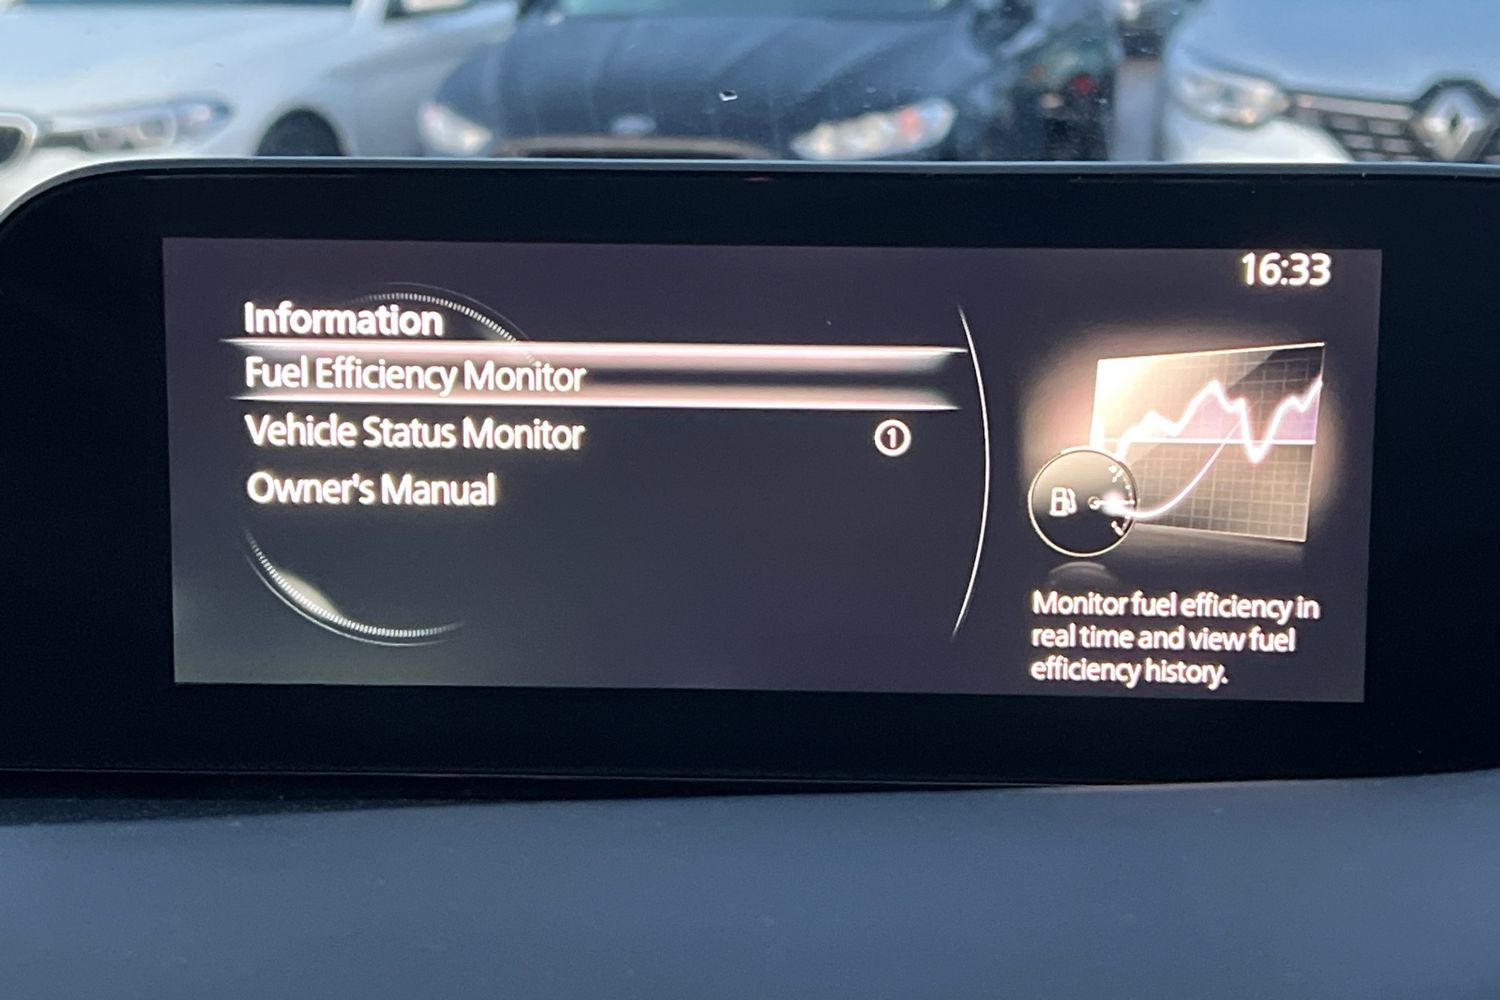 16:33
Information
Fuel Efficiency Monitor
Vehicle Status Monitor 1
Owner's Manual
Monitor fuel efficiency in
real time and view fuel
efficiency history.